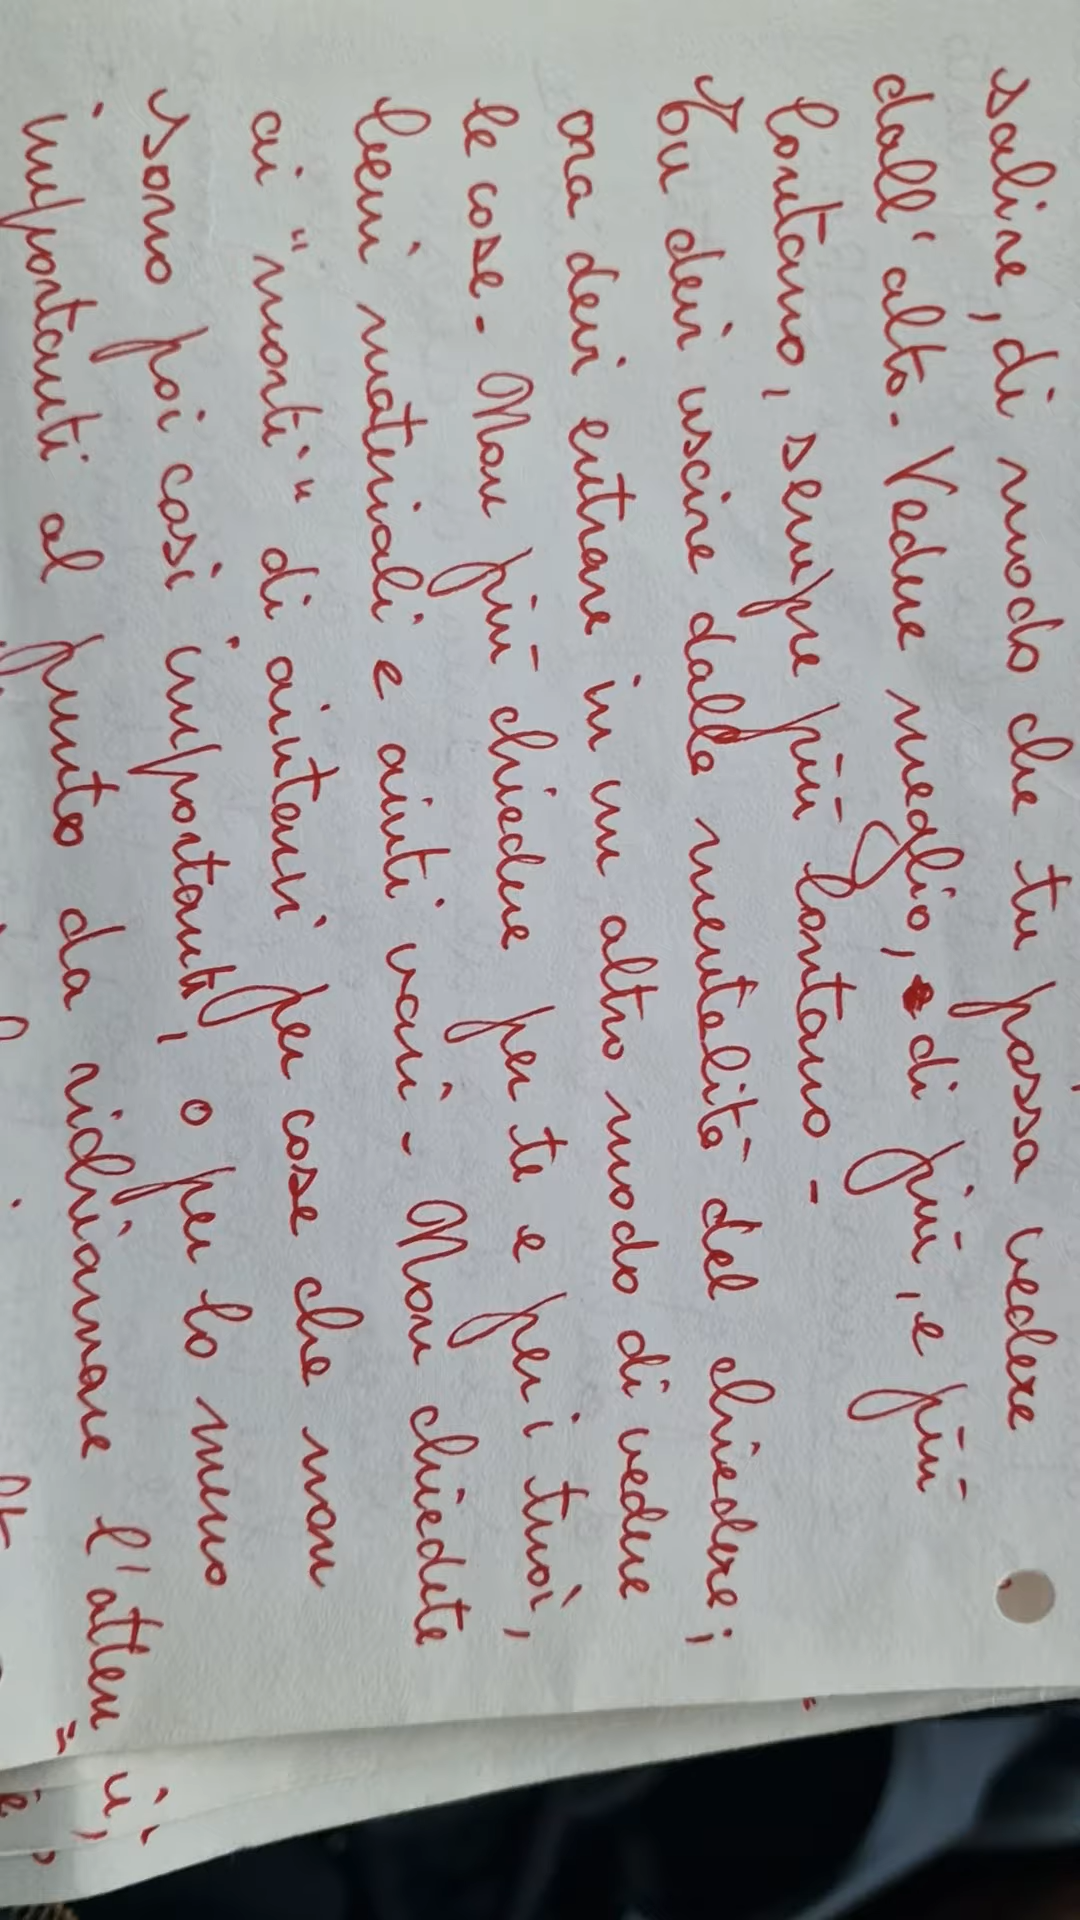 salire, di modo che tu possa vedere
dall'alto. Vedere meglio, di più, e più
lontano, sempre più lontano -
Tu devi uscire dalla mentalità del chiedere;
ora devi entrare in un altro modo di vedere
le cose. Non più chiedere per te e per i tuoi,
beni materiali e aiuti vari. Non chiedete
ai "morti" di aiutarvi per cose che non
sono poi così importanti, o per lo meno
importanti al punto da richiamare l'atten=